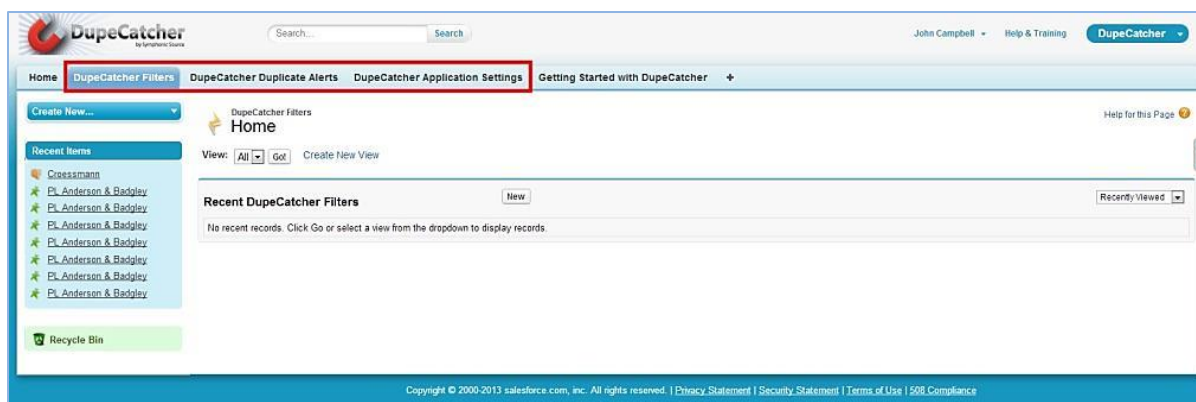 DupeCatcher
by Symphonic Source
Search...
Search
John Campbell
Help & Training
DupeCatcher
Home DupeCatcher Filters DupeCatcher Duplicate Alerts DupeCatcher Application Settings Getting Started with DupeCatcher +
Create New...
Recent Items
Croessmann
PL Anderson & Badgley
PL Anderson & Badgley
PL Anderson & Badgley
PL Anderson & Badgley
PL Anderson & Badgley
PL Anderson & Badgley
PL Anderson & Badgley
Recycle Bin
DupeCatcher Filters
Home
Help for this Page ?
View: All Go! Create New View
Recent DupeCatcher Filters New Recently Viewed
No recent records. Click Go or select a view from the dropdown to display records.
Copyright © 2000-2013 salesforce.com, inc. All rights reserved. | Privacy Statement | Security Statement | Terms of Use | 508 Compliance